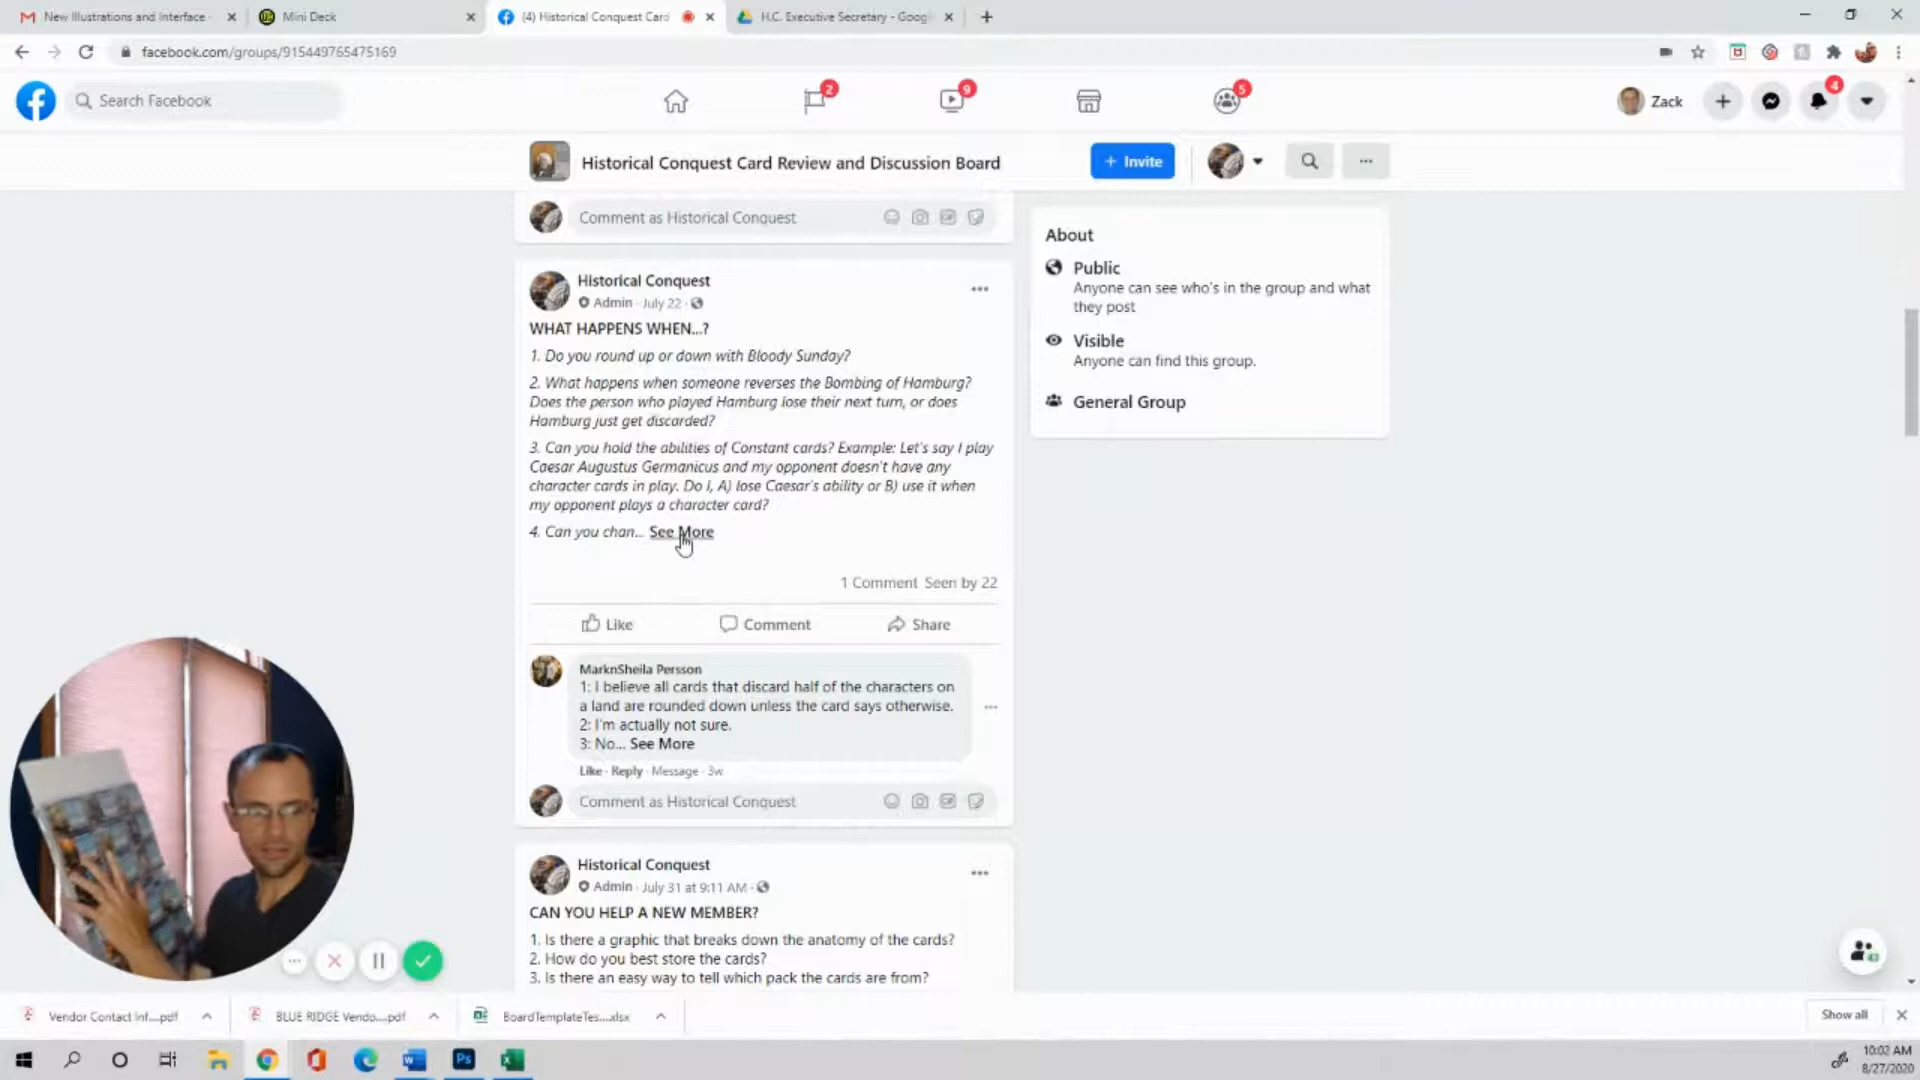 New Illustrations and Interface -
Mini Deck
(4) Historical Conquest Card
H.C. Executive Secretary - Goog
facebook.com/groups/915449765475169
Search Facebook
2
9
5
Zack
4
Historical Conquest Card Review and Discussion Board
+ Invite
Comment as Historical Conquest
Historical Conquest
Admin · July 22 ·
WHAT HAPPENS WHEN...?
1. Do you round up or down with Bloody Sunday?
2. What happens when someone reverses the Bombing of Hamburg?
Does the person who played Hamburg lose their next turn, or does
Hamburg just get discarded?
3. Can you hold the abilities of Constant cards? Example: Let's say I play
Caesar Augustus Germanicus and my opponent doesn't have any
character cards in play. Do I, A) lose Caesar's ability or B) use it when
my opponent plays a character card?
4. Can you chan... See More
1 Comment Seen by 22
Like
Comment
Share
MarknSheila Persson
1: I believe all cards that discard half of the characters on
a land are rounded down unless the card says otherwise.
2: I'm actually not sure.
3: No... See More
Like · Reply · Message · 3w
Comment as Historical Conquest
Historical Conquest
Admin · July 31 at 9:11 AM ·
CAN YOU HELP A NEW MEMBER?
1. Is there a graphic that breaks down the anatomy of the cards?
2. How do you best store the cards?
3. Is there an easy way to tell which pack the cards are from?
About
Public
Anyone can see who's in the group and what
they post
Visible
Anyone can find this group.
General Group
43
Vendor Contact Inf....pdf
BLUE RIDGE Vendo....pdf
BoardTemplateTes....xlsx
Show all
Ps
10:02 AM
8/27/2020